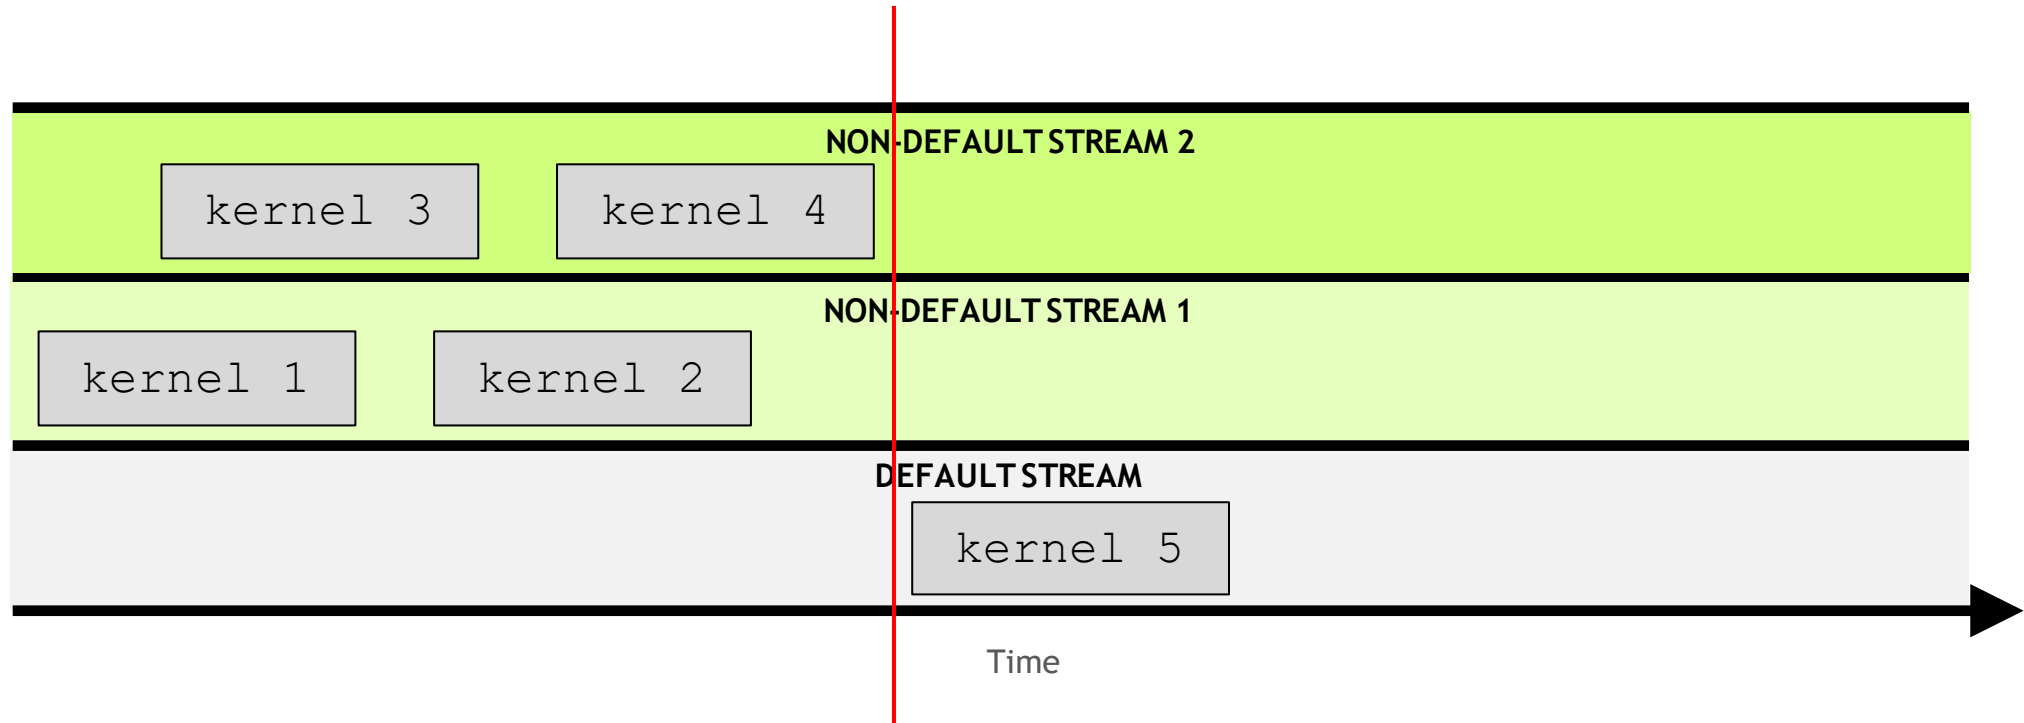 NON-DEFAULT STREAM 2
kernel 3
kernel 4
NON-DEFAULT STREAM 1
kernel 1
kernel 2
DEFAULT STREAM
kernel 5
Time